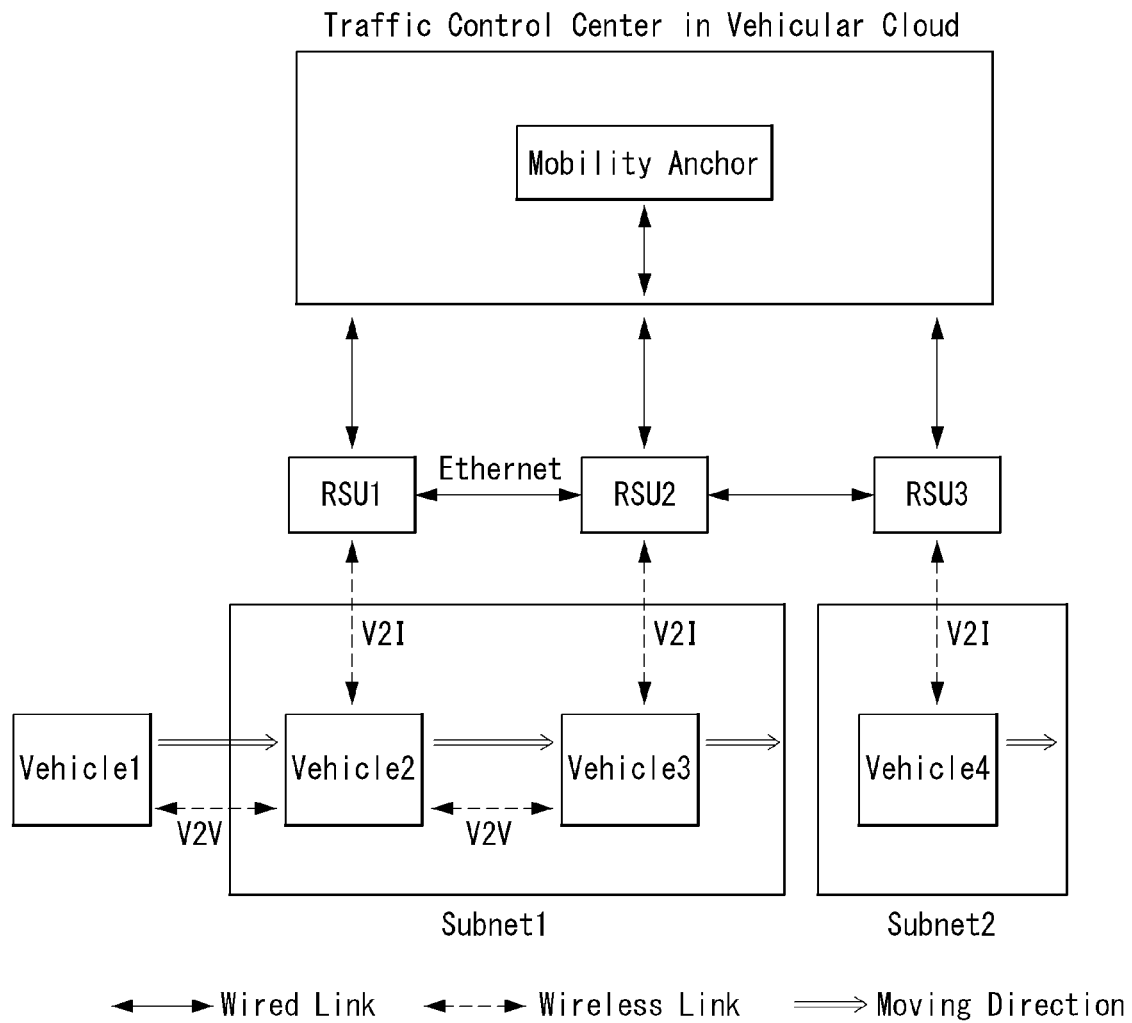 Traffic Control Center in Vehicular Cloud
Mobility Anchor
Ethernet
RSU1
RSU2
RSU3
V2I
V2I
V2I
Vehicle1
Vehicle2
Vehicle3
Vehicle4
V2V
V2V
Subnet1
Subnet2
Wired Link
Wireless Link
Moving Direction